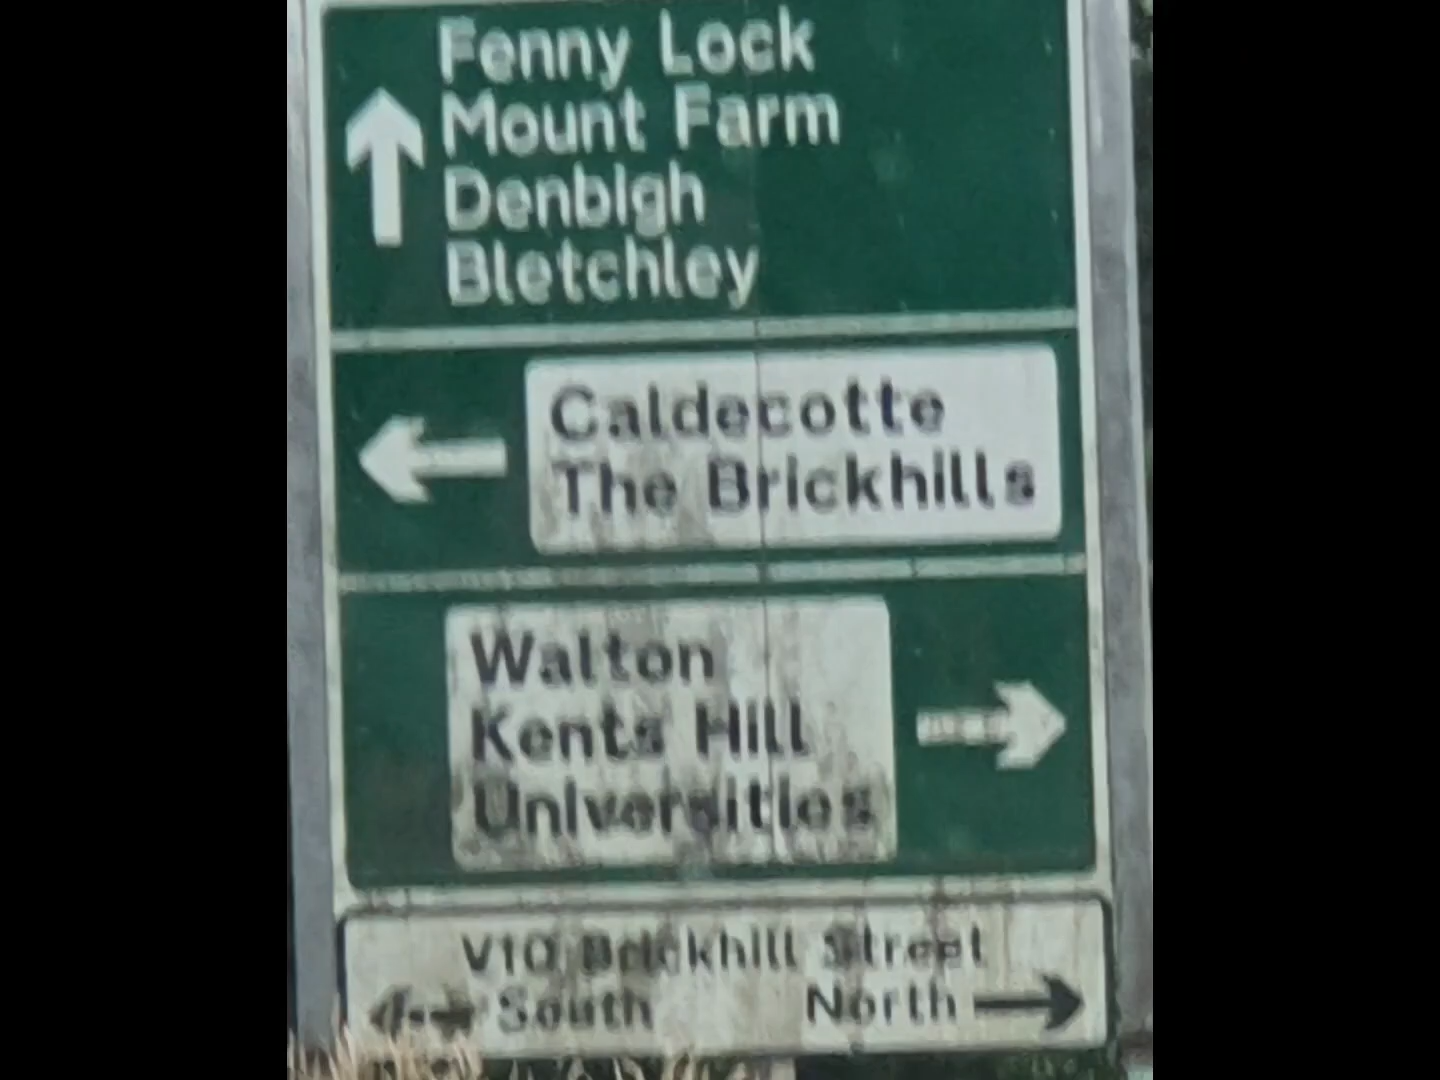 Fenny Lock
Mount Farm
Denbigh
Bletchley
Caldecotte
The Brickhills
Walton
Kents Hill
Universities
V10 Brickhill Street
South North